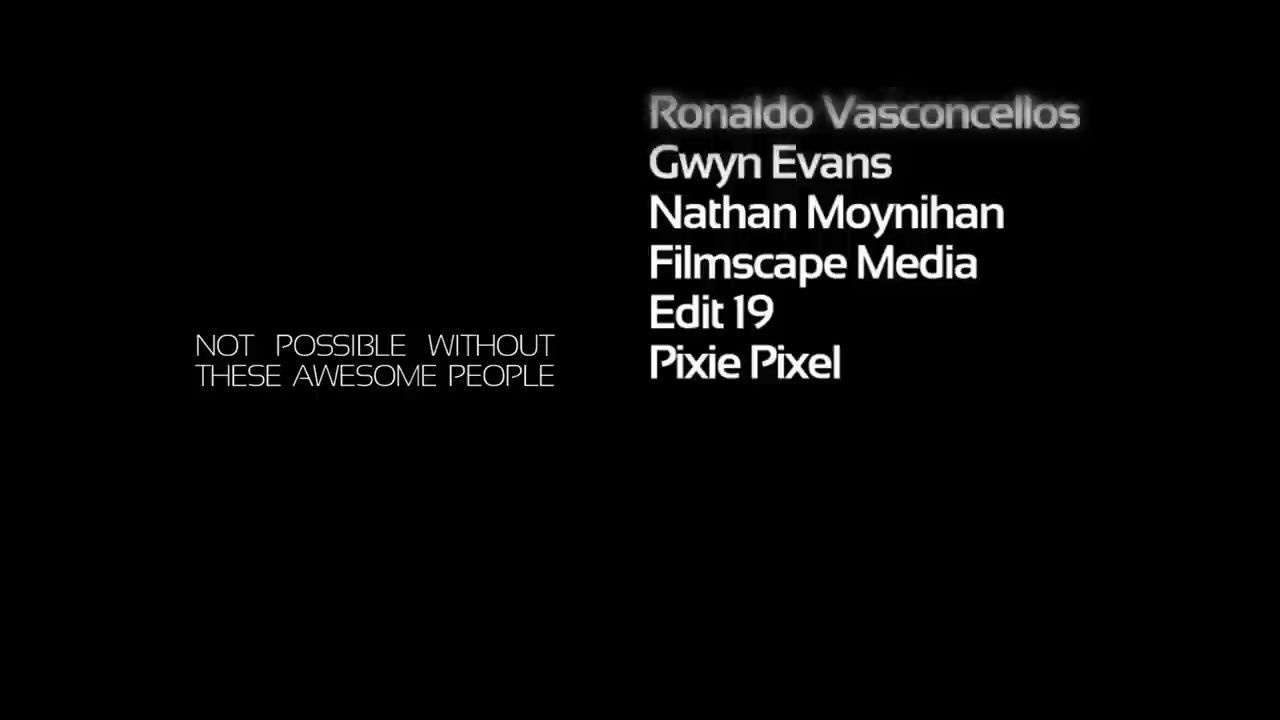 NOT POSSIBLE WITHOUT
THESE AWESOME PEOPLE
Ronaldo Vasconcellos
Gwyn Evans
Nathan Moynihan
Filmscape Media
Edit 19
Pixie Pixel